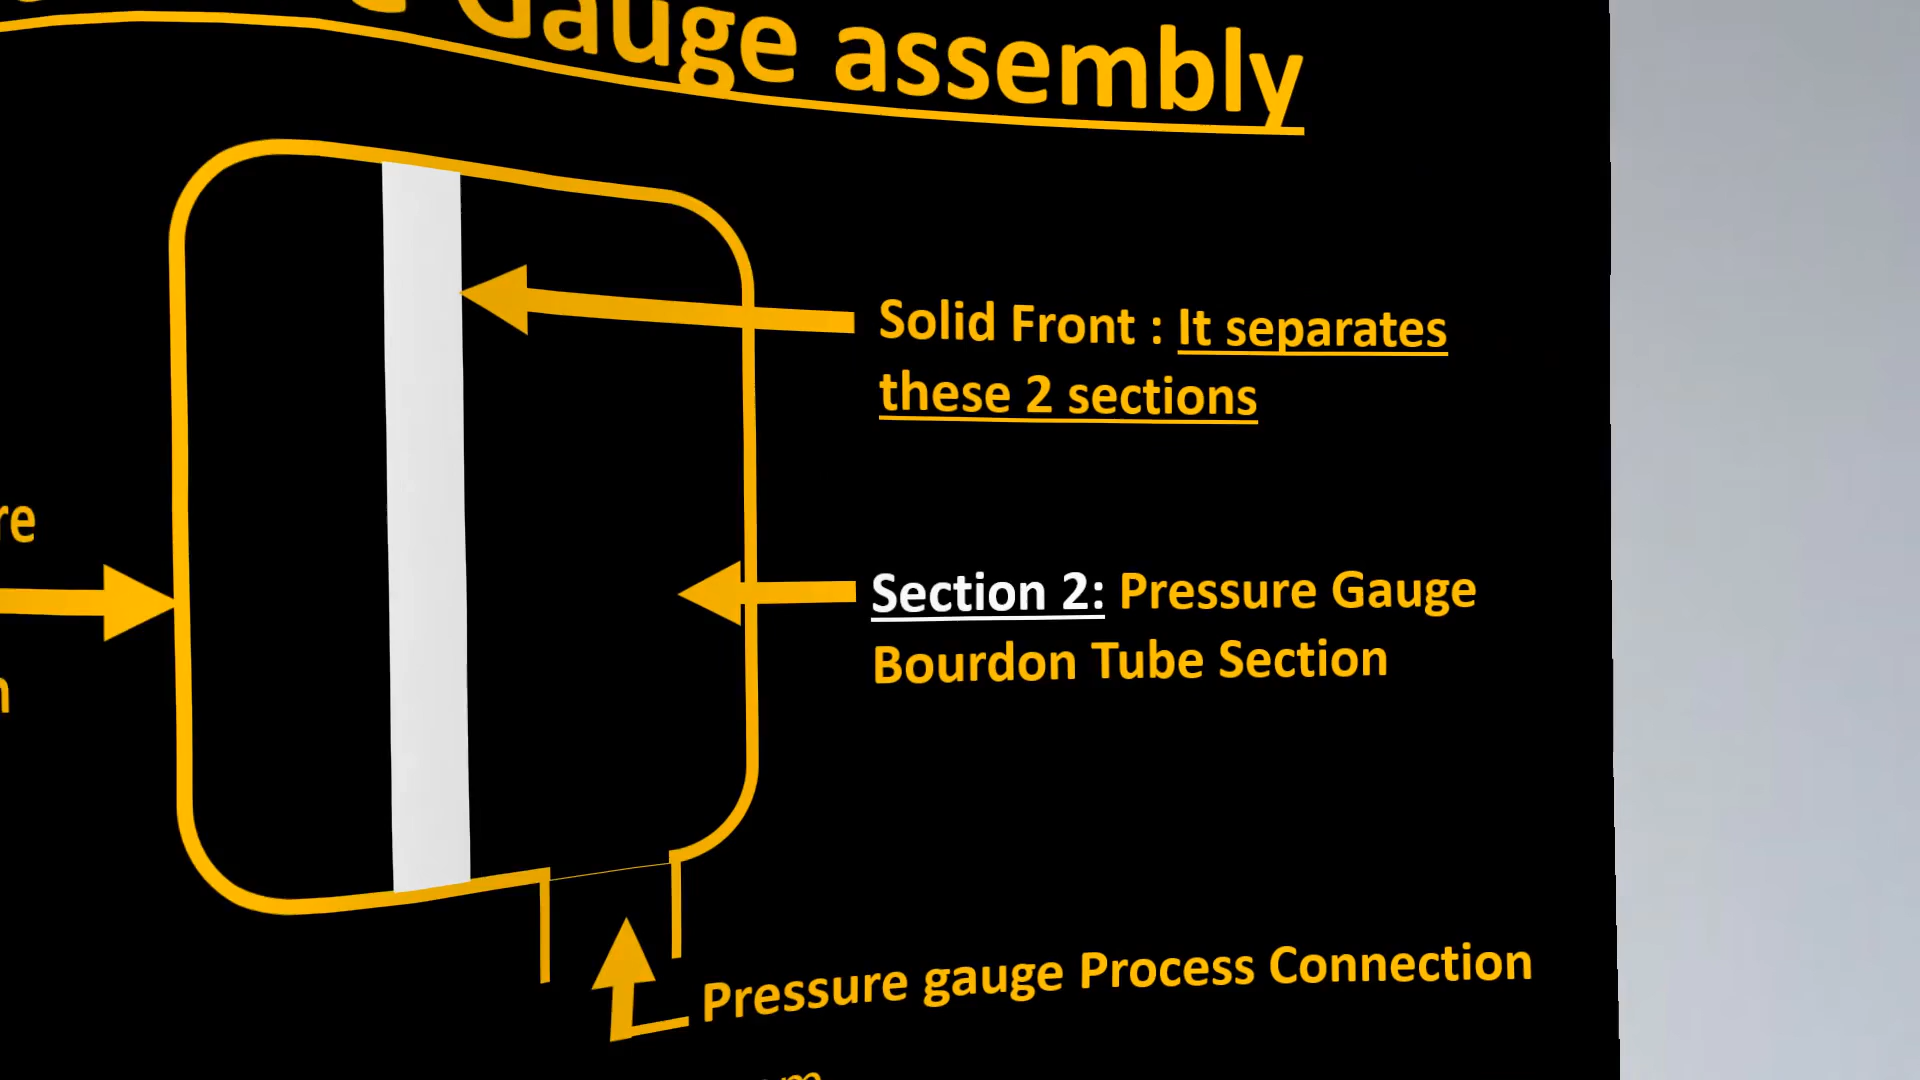 Gauge assembly
Solid Front : It separates
these 2 sections
Section 2: Pressure Gauge
Bourdon Tube Section
Pressure gauge Process Connection